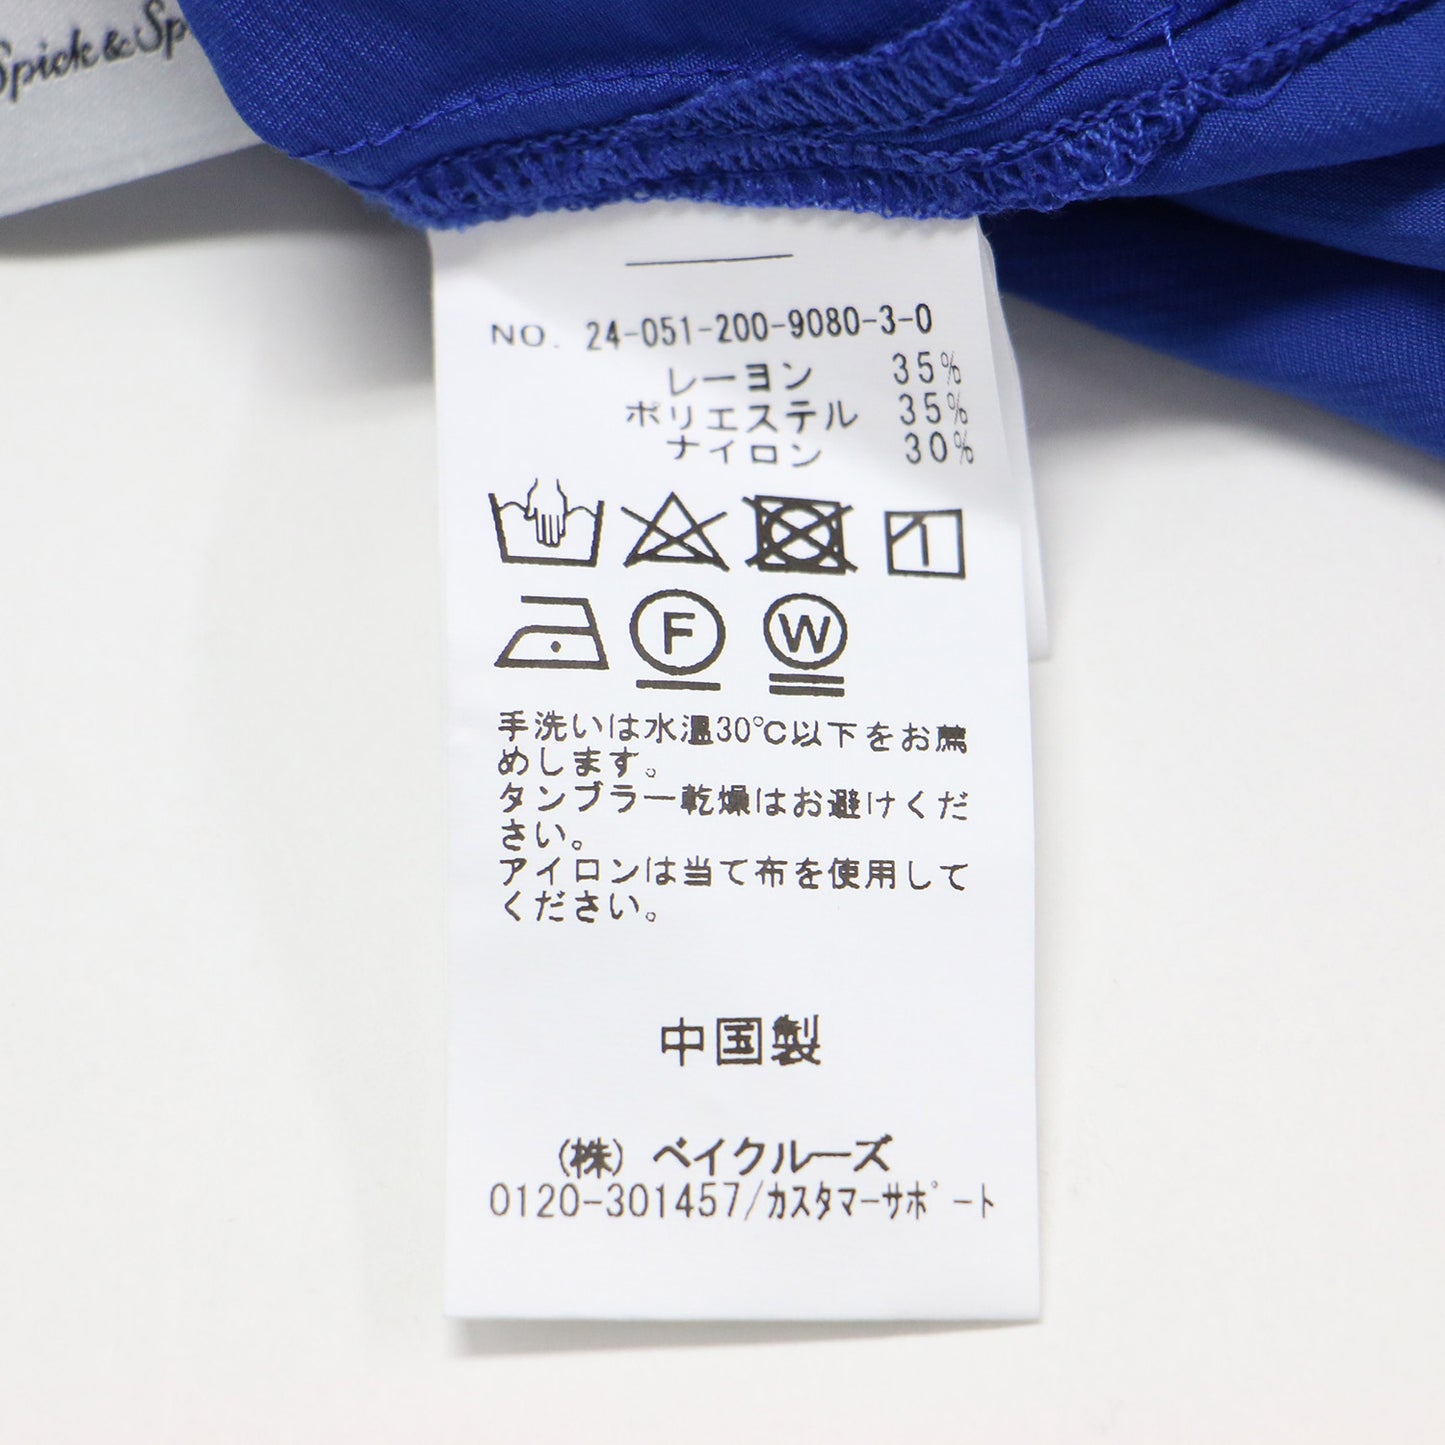 Spick & Sp
NO. 24-051-200-9080-3-0
レーヨン 35%
ポリエステル 35%
ナイロン 30%
F W
手洗いは水温30℃以下をお薦
めします。
タンブラー乾燥はお避けくだ
さい。
アイロンは当て布を使用して
ください。
中国製
(株) ベイクルーズ
0120-301457/カスタマーサポート